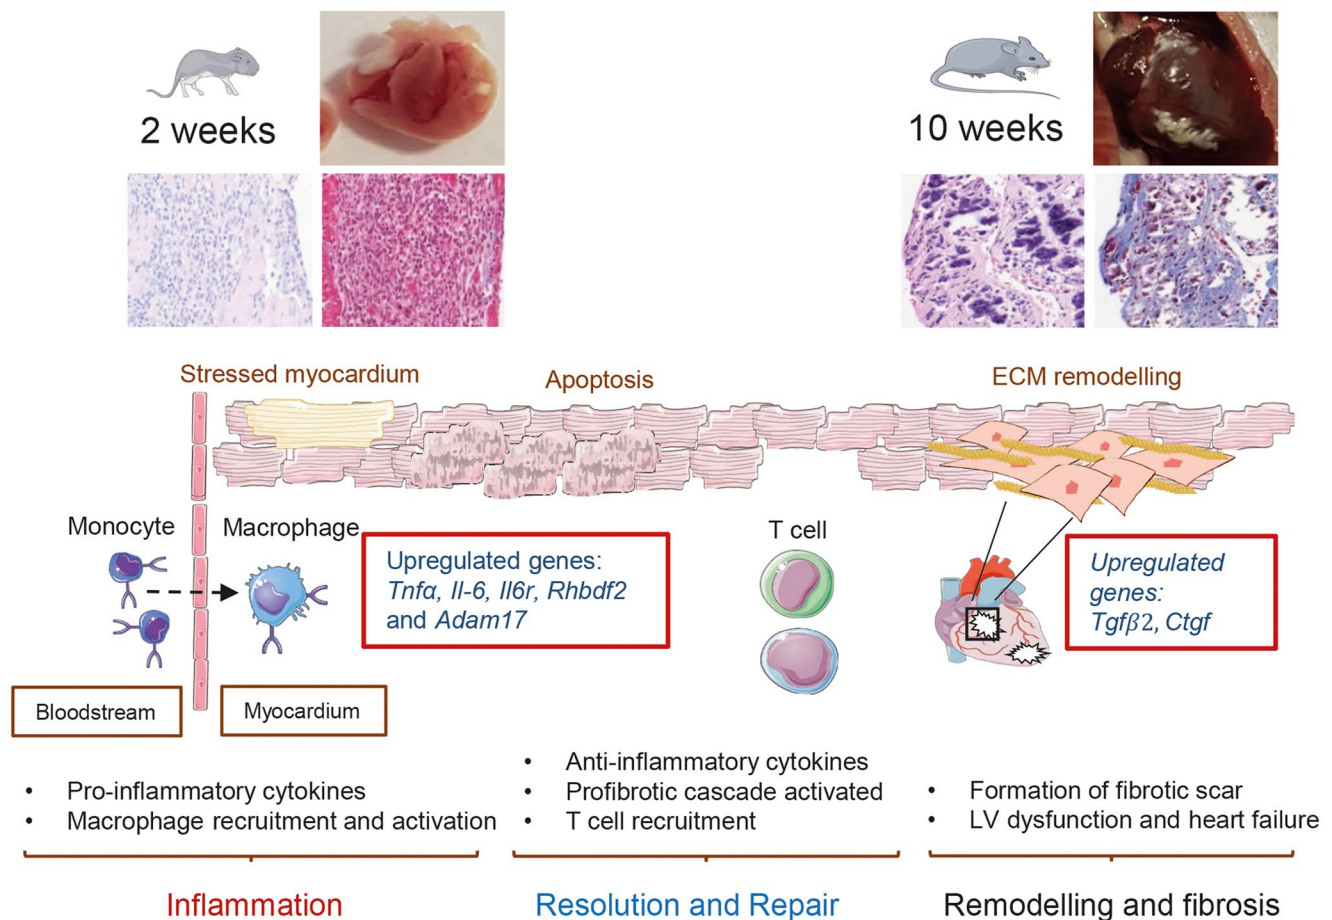 2 weeks
10 weeks
Stressed myocardium
Apoptosis
ECM remodelling
Monocyte
Macrophage
Upregulated genes:
Tnfα, Il-6, Il6r, Rhbdf2
and Adam17
T cell
Upregulated
genes:
Tgfβ2, Ctgf
Bloodstream
Myocardium
• Pro-inflammatory cytokines
• Macrophage recruitment and activation
• Anti-inflammatory cytokines
• Profibrotic cascade activated
• T cell recruitment
• Formation of fibrotic scar
• LV dysfunction and heart failure
Inflammation
Resolution and Repair
Remodelling and fibrosis